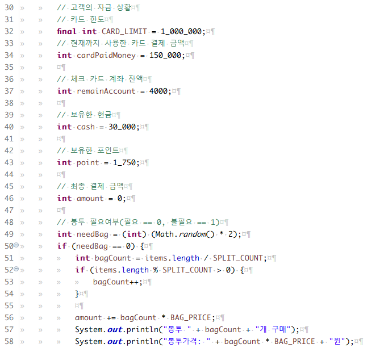 30 // 고객의 자금 상황
31 // 카드 한도
32 final int CARD_LIMIT = 1_000_000;
33 // 현재까지 사용한 카드 결제 금액
34 int cardPaidMoney = 150_000;
35
36 // 체크 카드 계좌 잔액
37 int remainAccount = 4000;
38
39 // 보유한 현금
40 int cash = 30_000;
41
42 // 보유한 포인트
43 int point = 1_750;
44
45 // 최종 결제 금액
46 int amount = 0;
47
48 // 봉투 필요여부(필요 == 0, 불필요 == 1)
49 int needBag = (int) (Math.random() * 2);
50 if (needBag == 0) {
51 int bagCount = items.length / SPLIT_COUNT;
52 if (items.length % SPLIT_COUNT > 0) {
53 bagCount++;
54 }
55
56 amount += bagCount * BAG_PRICE;
57 System.out.println("봉투 " + bagCount + "개 구매");
58 System.out.println("봉투가격: " + bagCount * BAG_PRICE + "원");